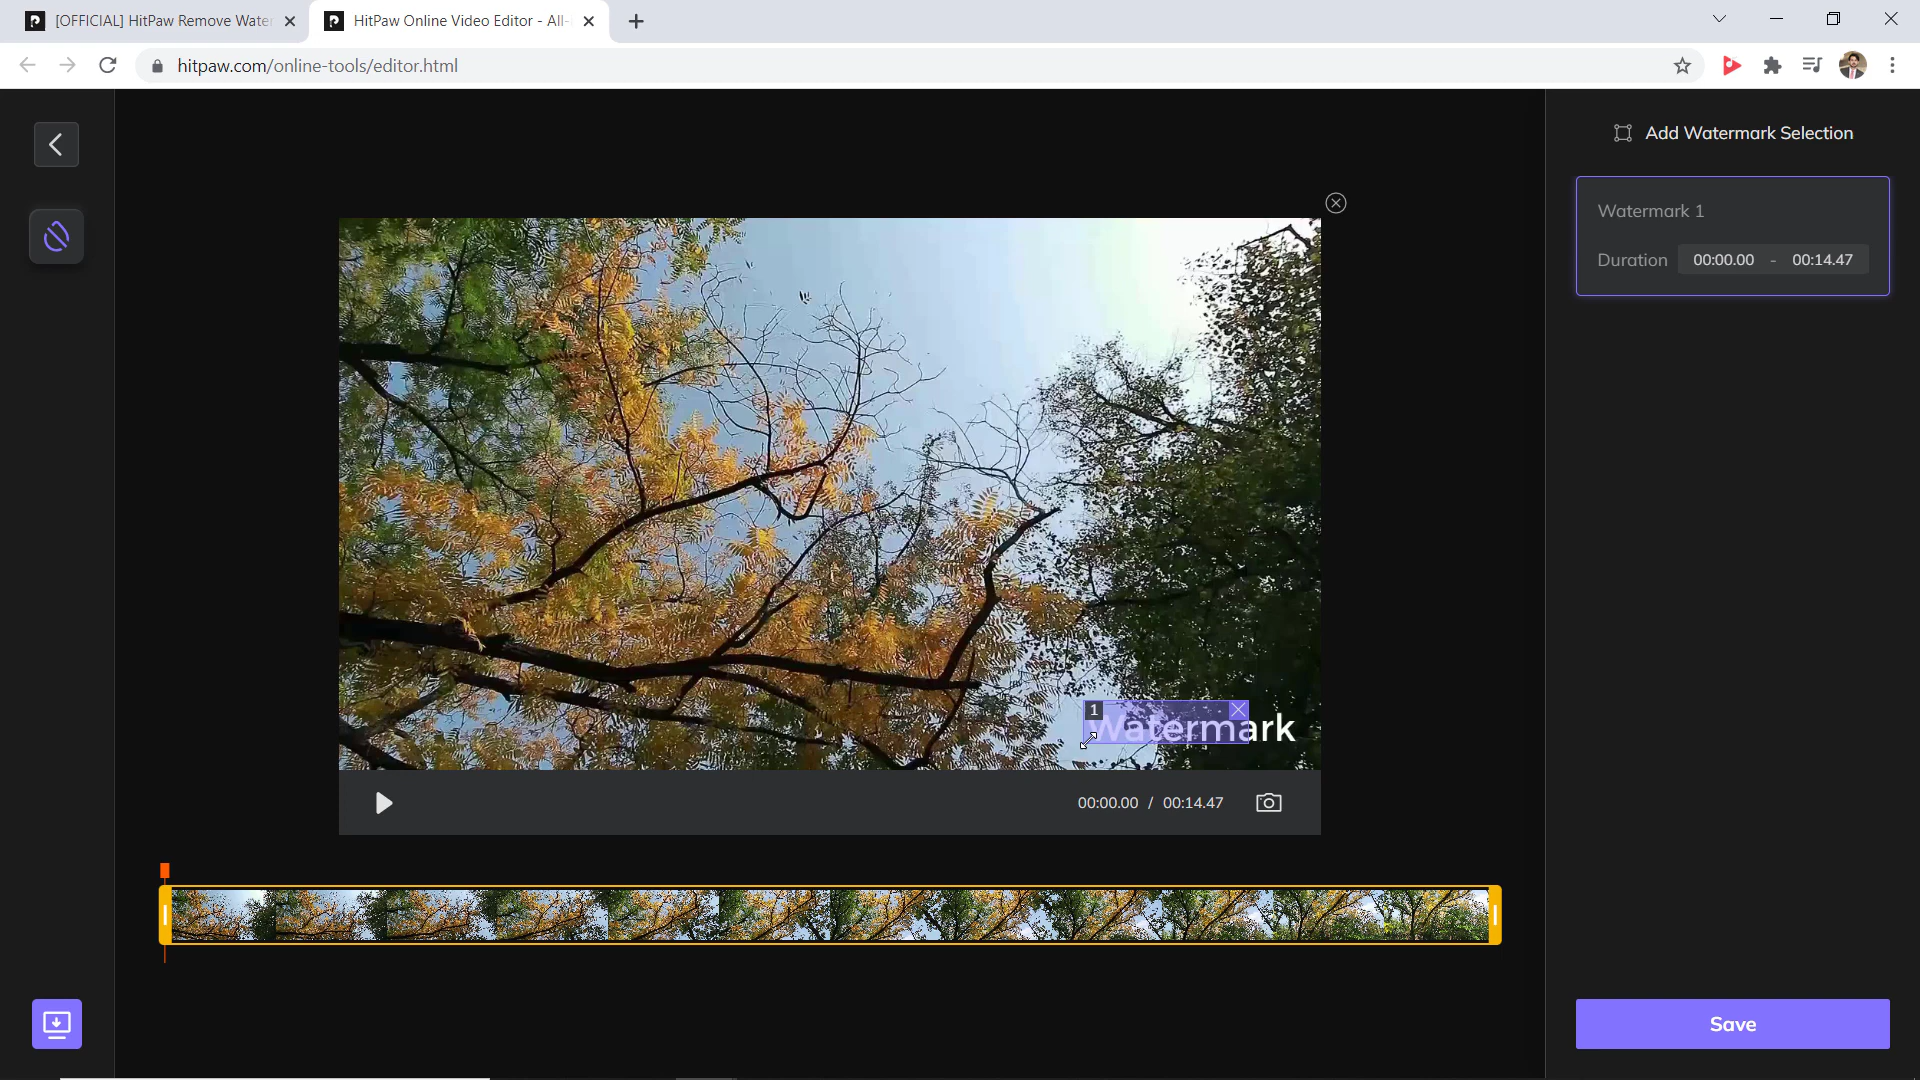 [OFFICIAL] HitPaw Remove Water
HitPaw Online Video Editor - All-
hitpaw.com/online-tools/editor.html
Add Watermark Selection
Watermark 1
Duration 00:00.00 - 00:14.47
1
Watermark
00:00.00 / 00:14.47
Save